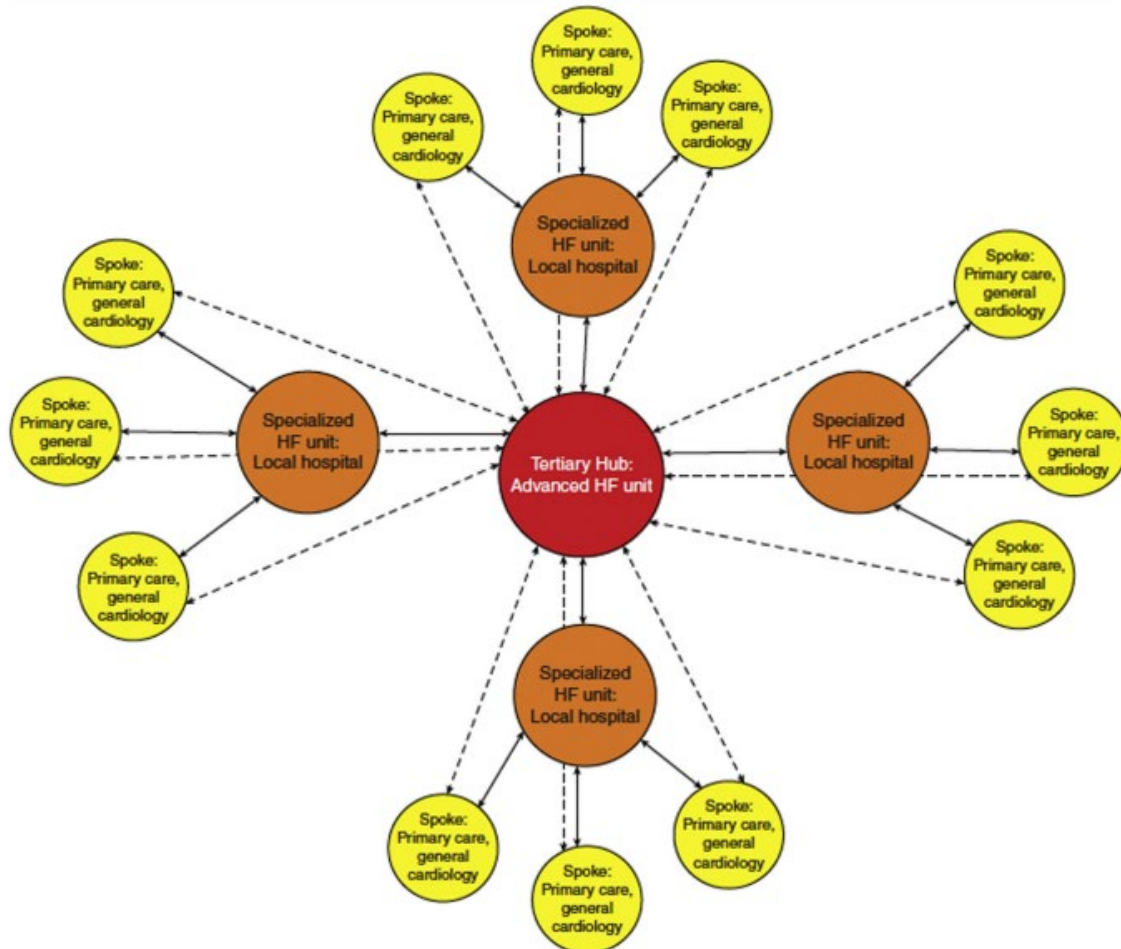 Spoke:
Primary care,
general
cardiology
Spoke:
Primary care,
general
cardiology
Spoke:
Primary care,
general
cardiology
Specialized
HF unit:
Local hospital
Spoke:
Primary care,
general
cardiology
Spoke:
Primary care,
general
cardiology
Spoke:
Primary care,
general
cardiology
Specialized
HF unit:
Local hospital
Tertiary Hub:
Advanced HF unit
Specialized
HF unit:
Local hospital
Spoke:
Primary care,
general
cardiology
Spoke:
Primary care,
general
cardiology
Spoke:
Primary care,
general
cardiology
Specialized
HF unit:
Local hospital
Spoke:
Primary care,
general
cardiology
Spoke:
Primary care,
general
cardiology
Spoke:
Primary care,
general
cardiology